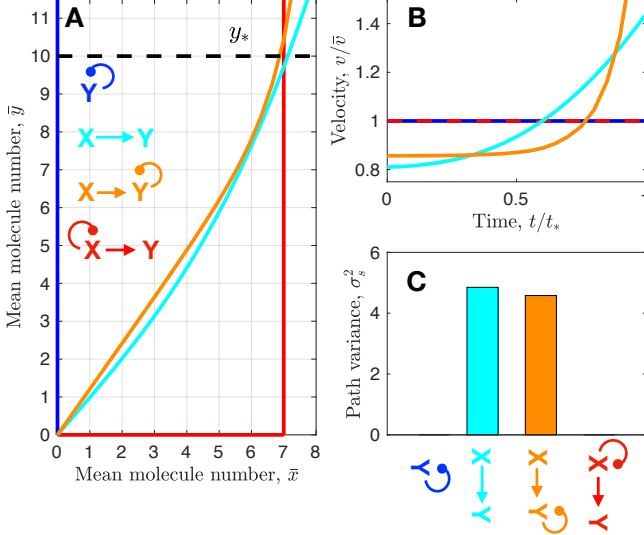 A
y*
11
10
9
8
7
6
5
4
3
2
1
0
Mean molecule number, ȳ
Y
X → Y
X → Y
X → Y
0 1 2 3 4 5 6 7 8
Mean molecule number, x̄
B
1.4
1.2
1
0.8
Velocity, v/v̄
0 0.5 1
Time, t/t*
C
6
4
2
0
Path variance, σ²ₛ
Y
X → Y
X → Y
X → Y